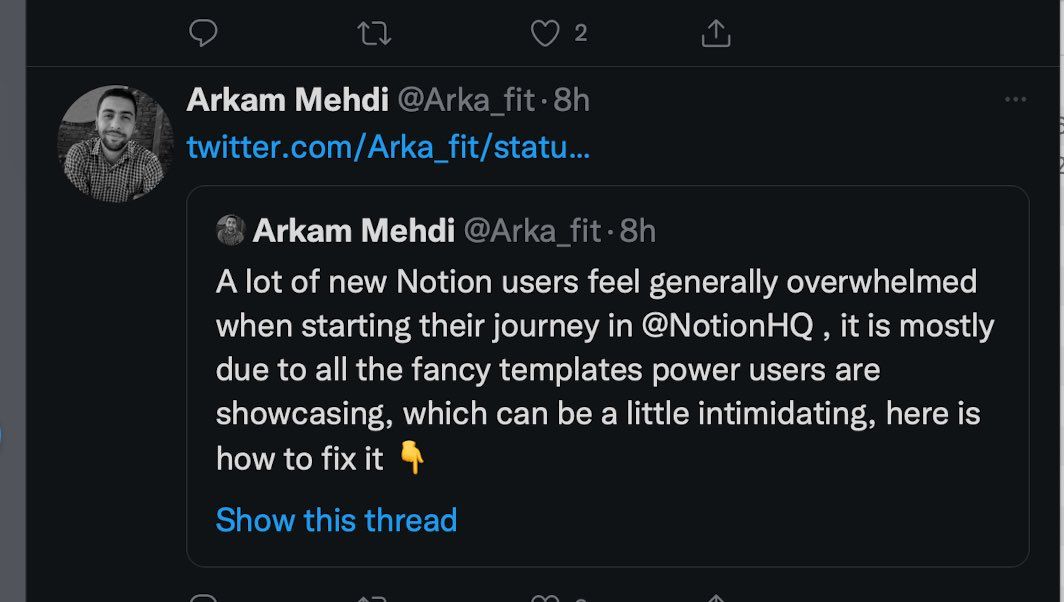 2
Arkam Mehdi @Arka_fit · 8h
twitter.com/Arka_fit/statu...
Arkam Mehdi @Arka_fit · 8h
A lot of new Notion users feel generally overwhelmed
when starting their journey in @NotionHQ , it is mostly
due to all the fancy templates power users are
showcasing, which can be a little intimidating, here is
how to fix it 👇
Show this thread